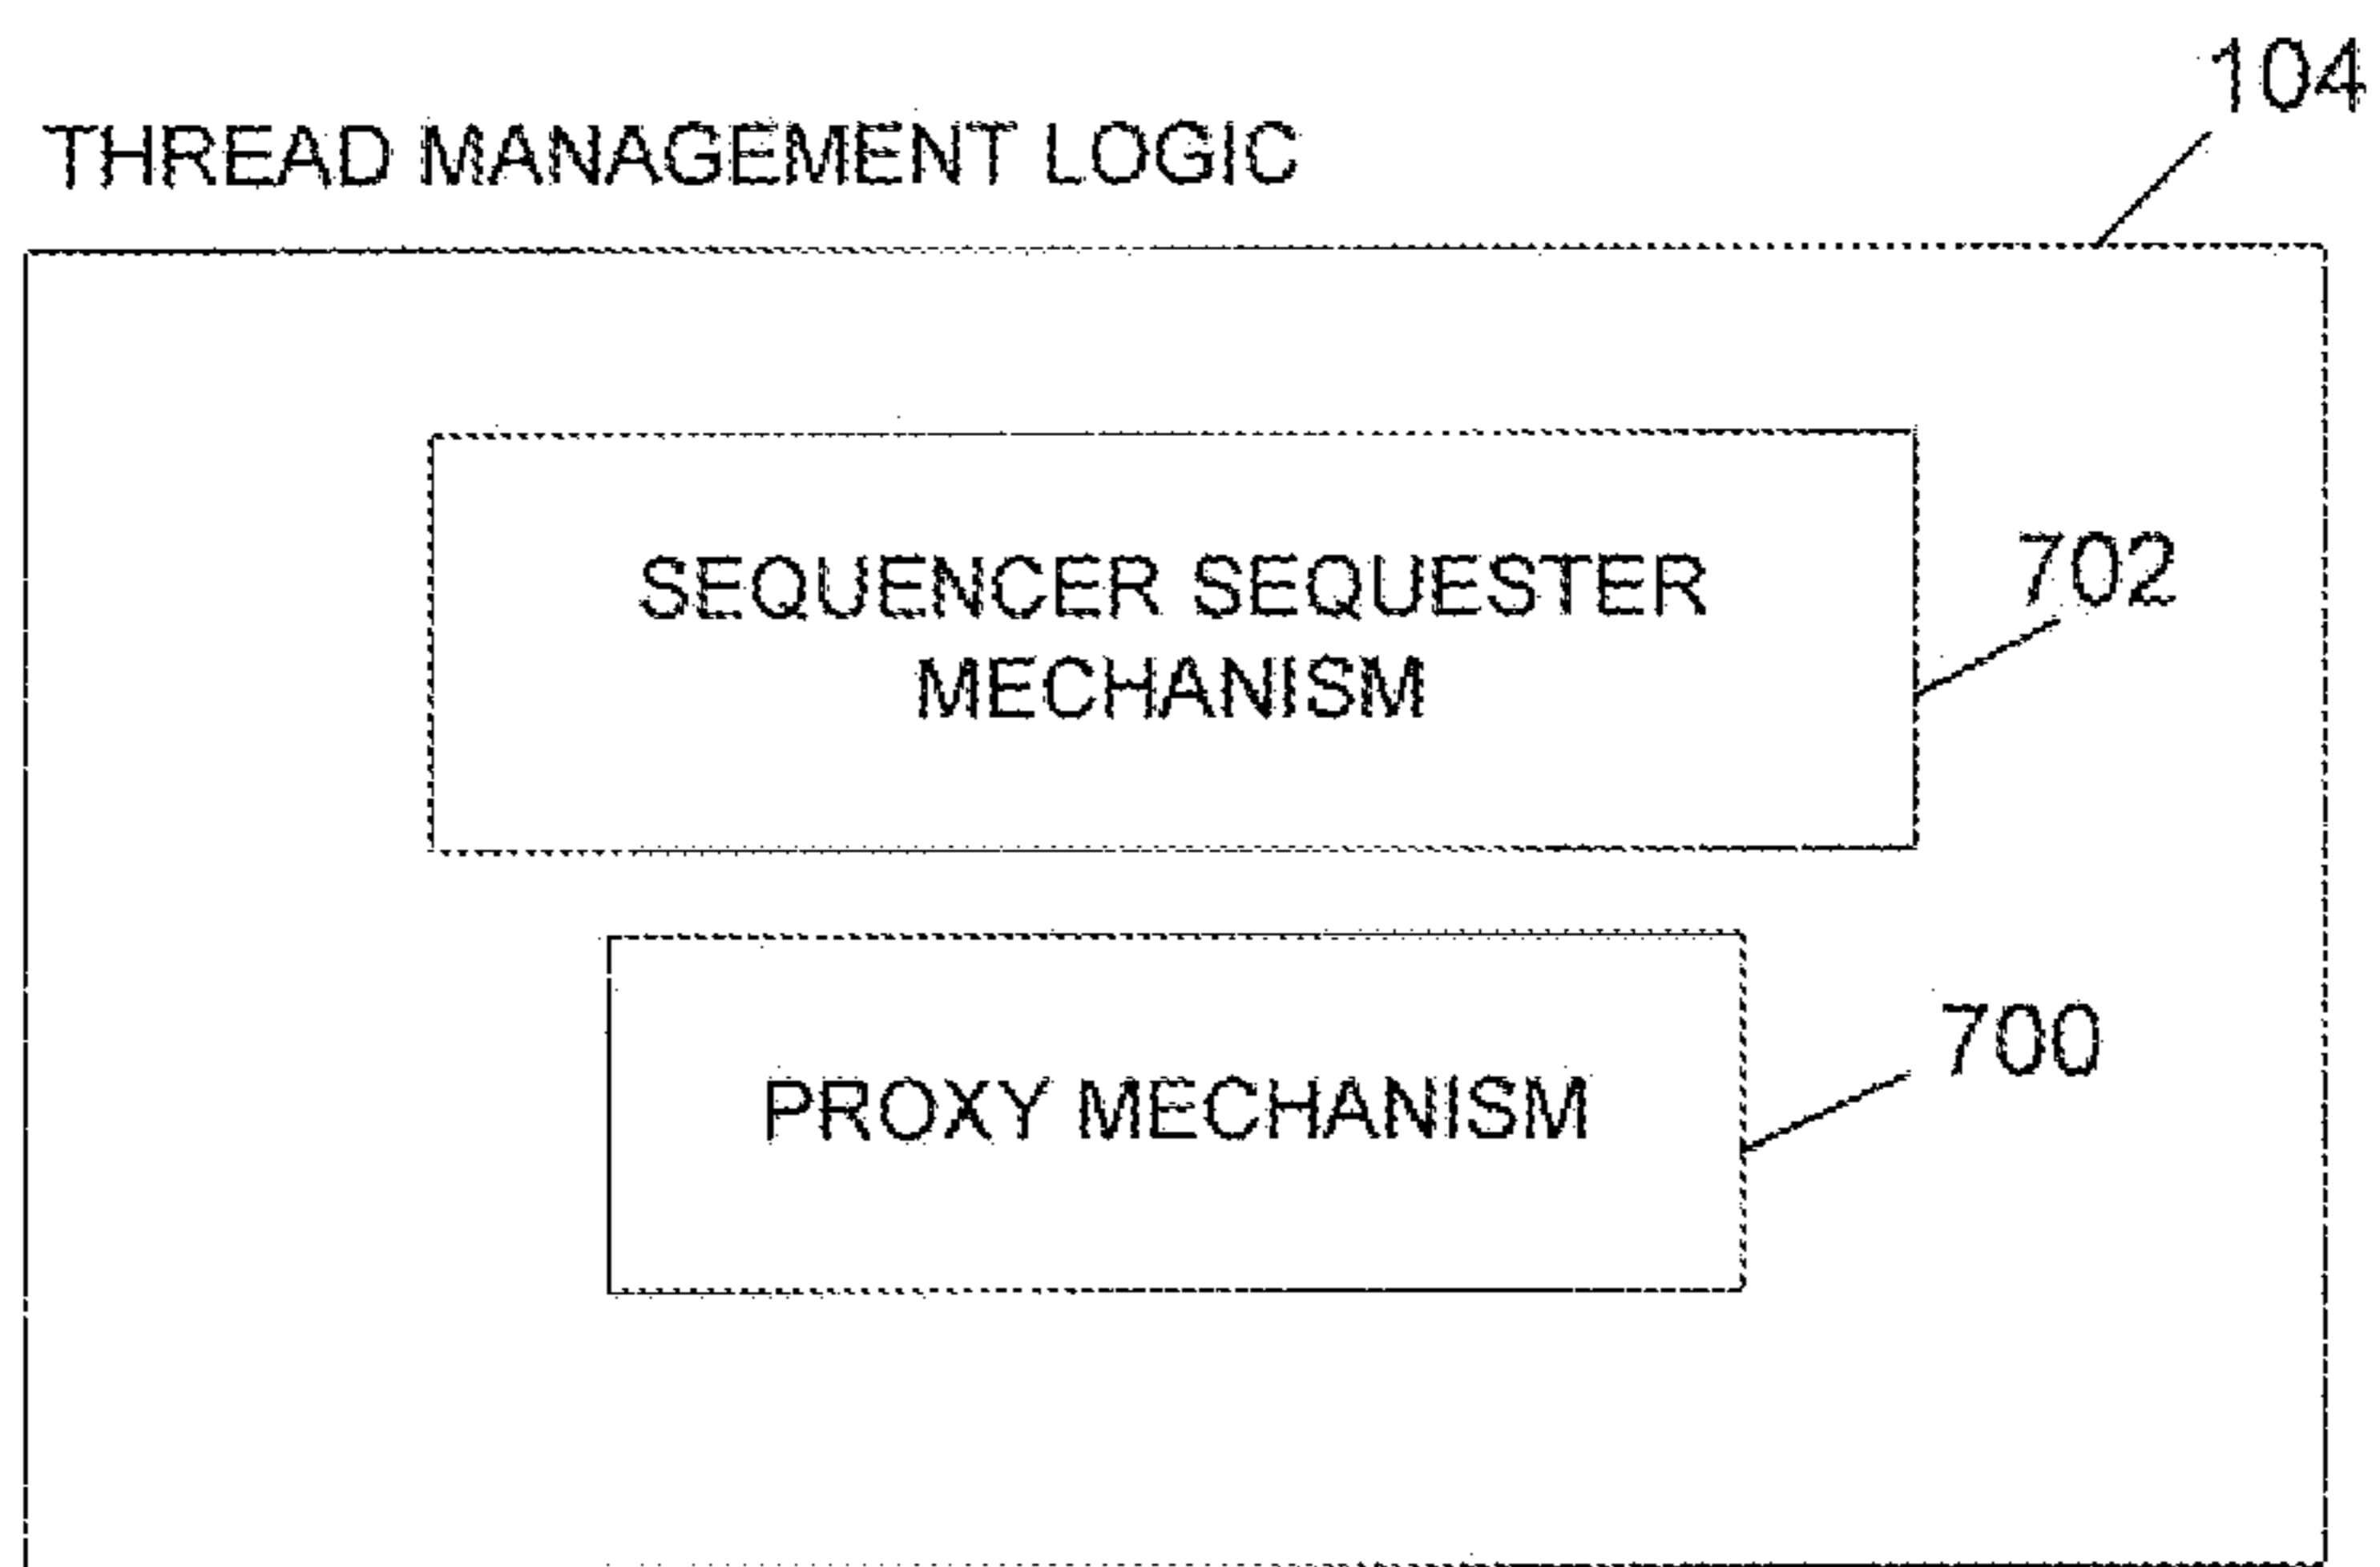 104
THREAD MANAGEMENT LOGIC
SEQUENCER SEQUESTER
MECHANISM
702
700
PROXY MECHANISM